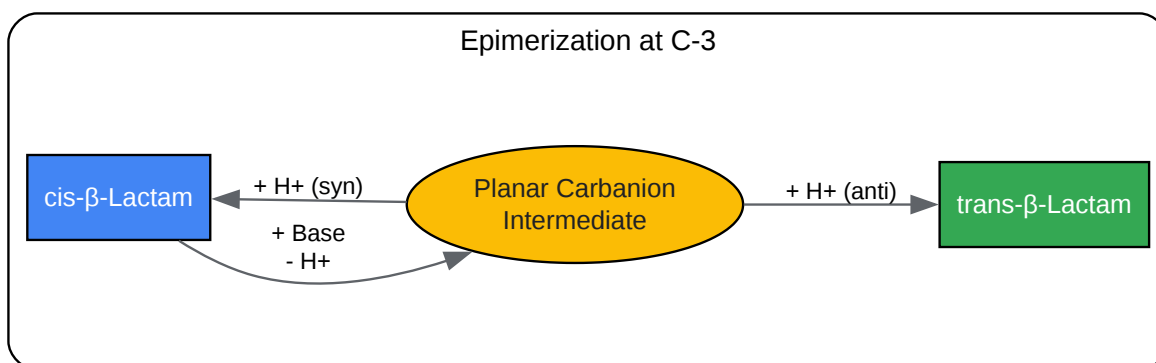 Epimerization at C-3
cis-β-Lactam
+ H+ (syn)
+ Base
- H+
Planar Carbanion
Intermediate
+ H+ (anti)
trans-β-Lactam